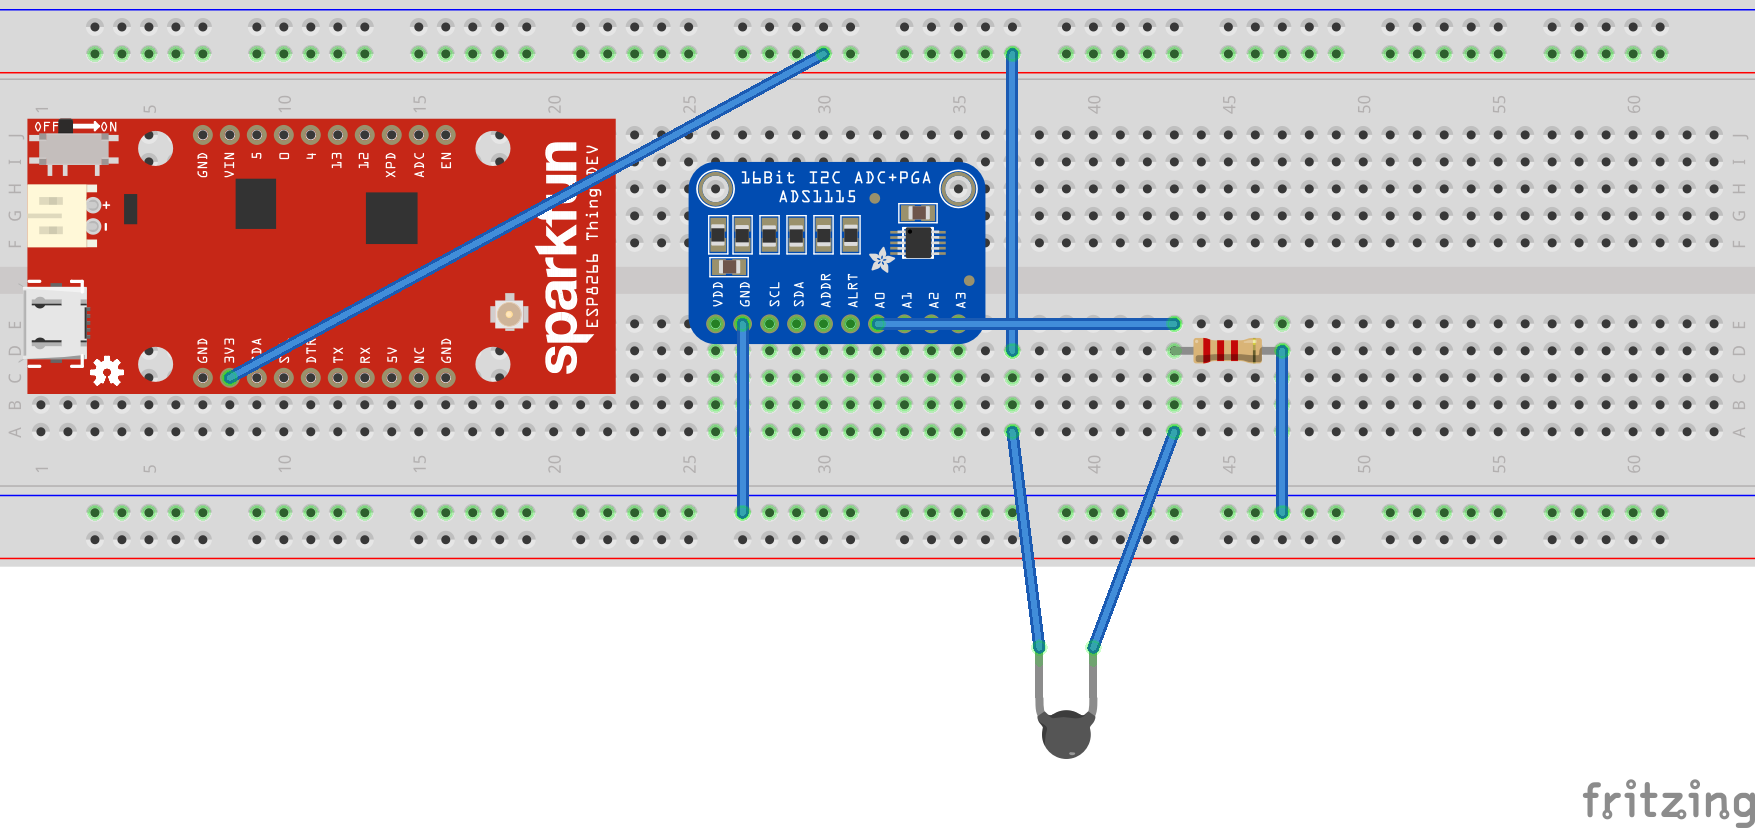 1 5 10 15 20 25 30 35 40 45 50 55 60
OFF ON
GND VIN 5 0 4 13 12 XPD ADC EN
J I H G F
+
-
sparkfun
ESP8266 Thing DEV
16Bit I2C ADC+PGA
ADS1115
VDD GND SCL SDA ADDR ALRT A0 A1 A2 A3
J I H G F
GND 3V3 DTR TX RX 5V NC GND
E D C B A
E D C B A
1 5 10 15 20 25 30 35 40 45 50 55 60
fritzing